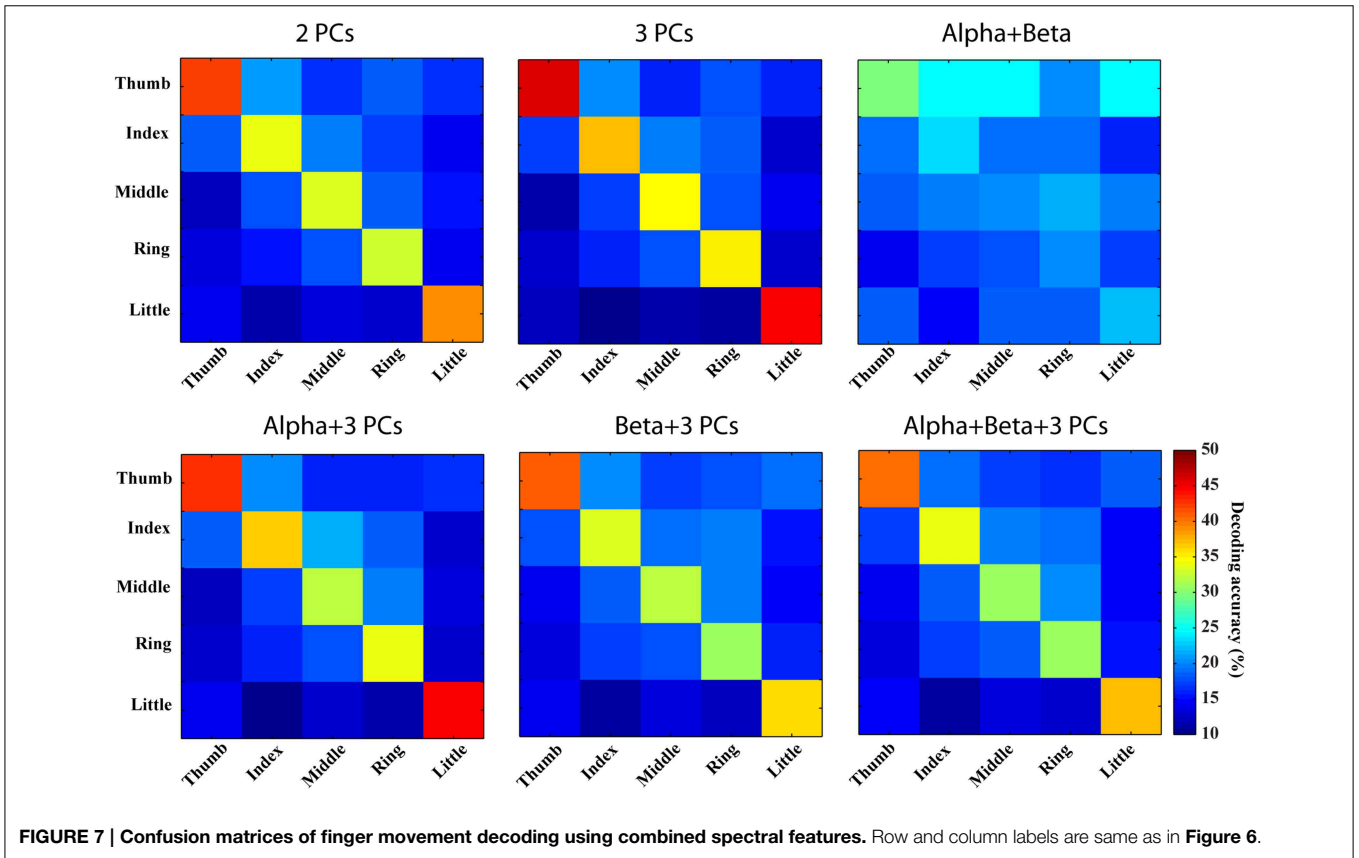 2 PCs 3 PCs Alpha+Beta
Thumb
Index
Middle
Ring
Little
Thumb Index Middle Ring Little Thumb Index Middle Ring Little Thumb Index Middle Ring Little
Alpha+3 PCs Beta+3 PCs Alpha+Beta+3 PCs
Thumb
Index
Middle
Ring
Little
50
45
40
35
30
25
20
15
10
Decoding accuracy (%)
Thumb Index Middle Ring Little Thumb Index Middle Ring Little Thumb Index Middle Ring Little
FIGURE 7 | Confusion matrices of finger movement decoding using combined spectral features. Row and column labels are same as in Figure 6.